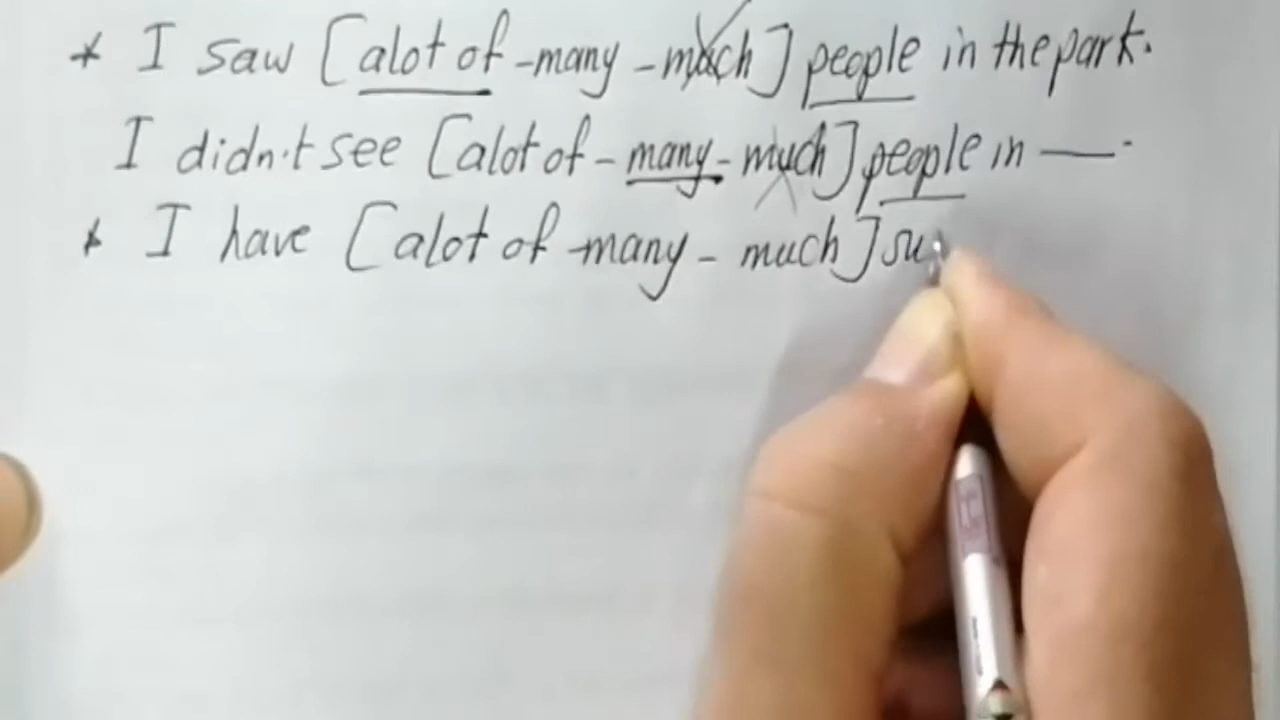 * I saw [alot of - many - much] people in the park.
I didn't see [alot of - many - much] people in —.
* I have [alot of - many - much] su